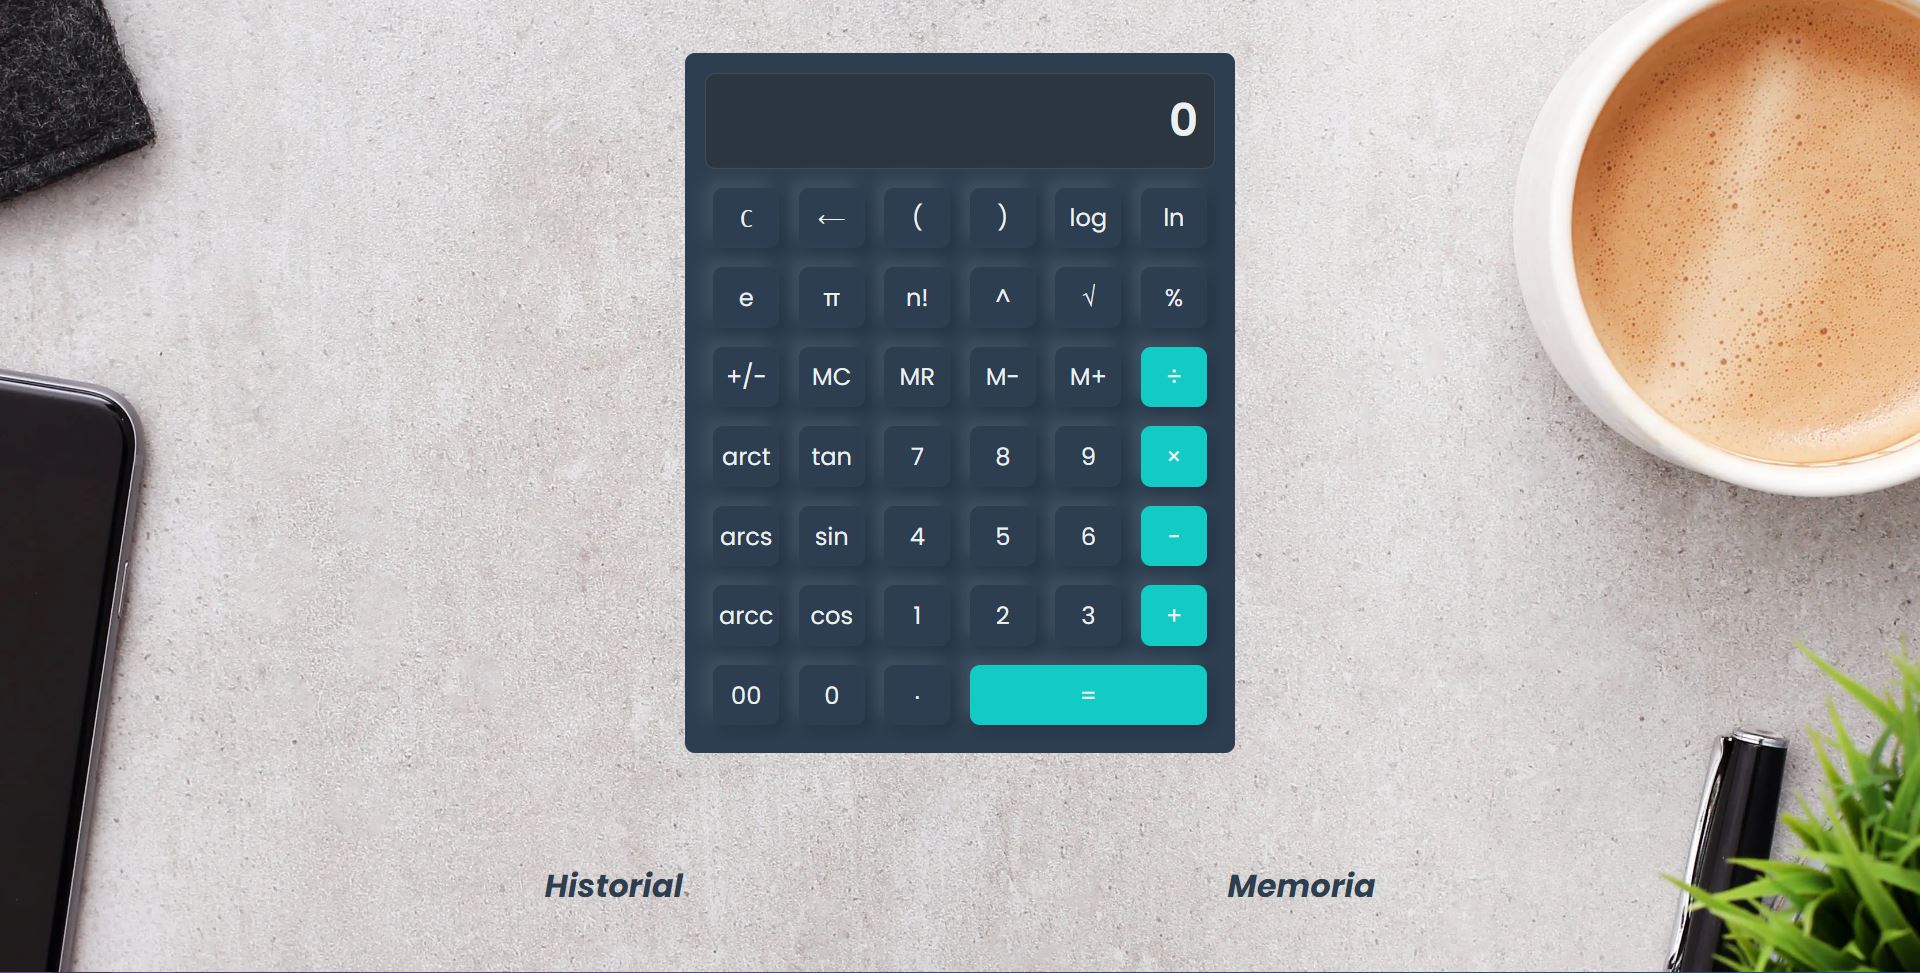 0
C ← ( ) log ln
e π n! ^ √ %
+/- MC MR M- M+ ÷
arct tan 7 8 9 ×
arcs sin 4 5 6 -
arcc cos 1 2 3 +
00 0 . =
Historial Memoria